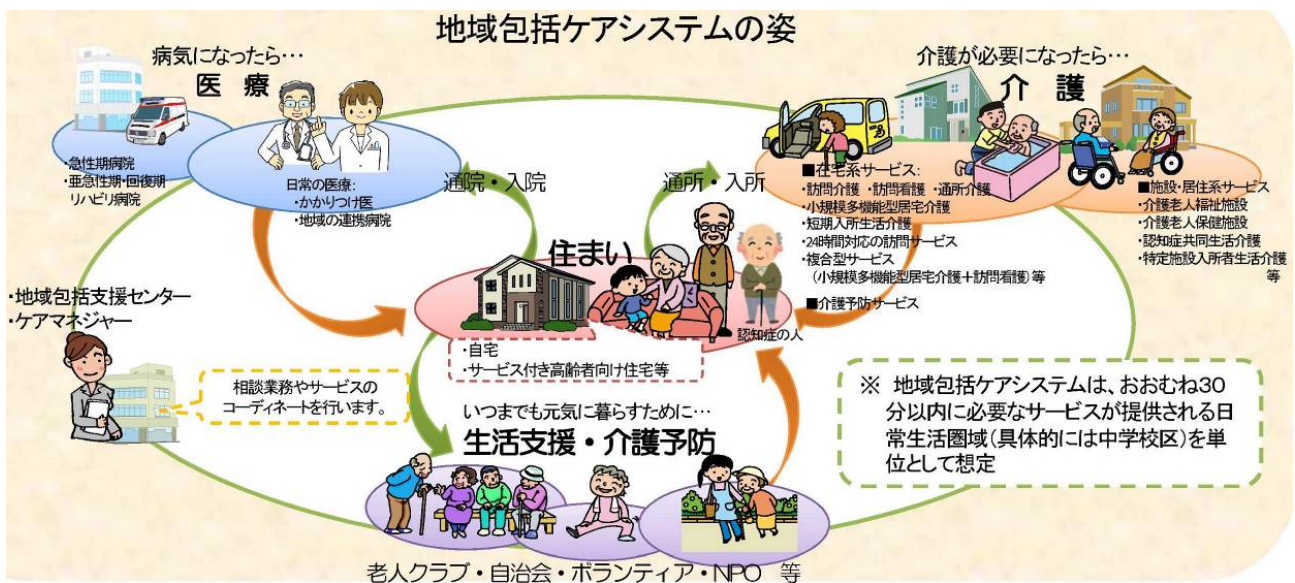 地域包括ケアシステムの姿
病気になったら…
医 療
・急性期病院
・亜急性期・回復期
リハビリ病院
日常の医療:
・かかりつけ医
・地域の連携病院
通院・入院
通所・入所
介護が必要になったら…
介 護
■在宅系サービス:
・訪問介護 ・訪問看護 ・通所介護
・小規模多機能型居宅介護
・短期入所生活介護
・24時間対応の訪問サービス
・複合型サービス
（小規模多機能型居宅介護＋訪問看護）等
■介護予防サービス
■施設・居住系サービス
・介護老人福祉施設
・介護老人保健施設
・認知症共同生活介護
・特定施設入所者生活介護
等
住まい
認知症の人
・自宅
・サービス付き高齢者向け住宅等
・地域包括支援センター
・ケアマネジャー
相談業務やサービスの
コーディネートを行います。
いつまでも元気に暮らすために…
生活支援・介護予防
老人クラブ・自治会・ボランティア・NPO 等
※ 地域包括ケアシステムは、おおむね30
分以内に必要なサービスが提供される日
常生活圏域（具体的には中学校区）を単
位として想定